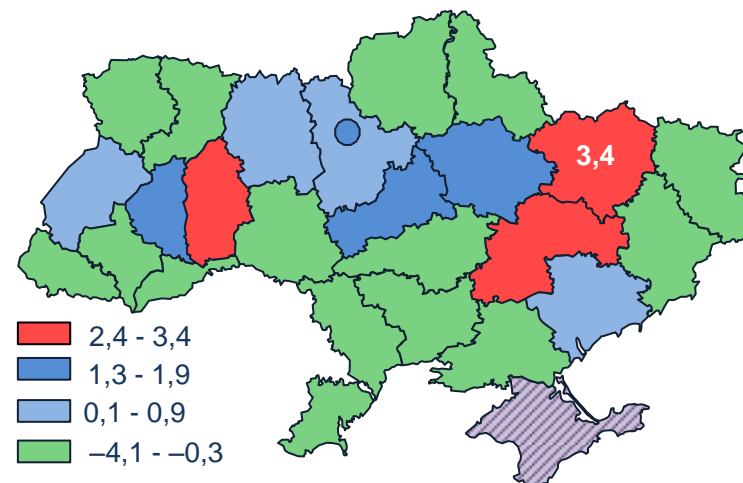 3,4
2,4 - 3,4
1,3 - 1,9
0,1 - 0,9
–4,1 - –0,3